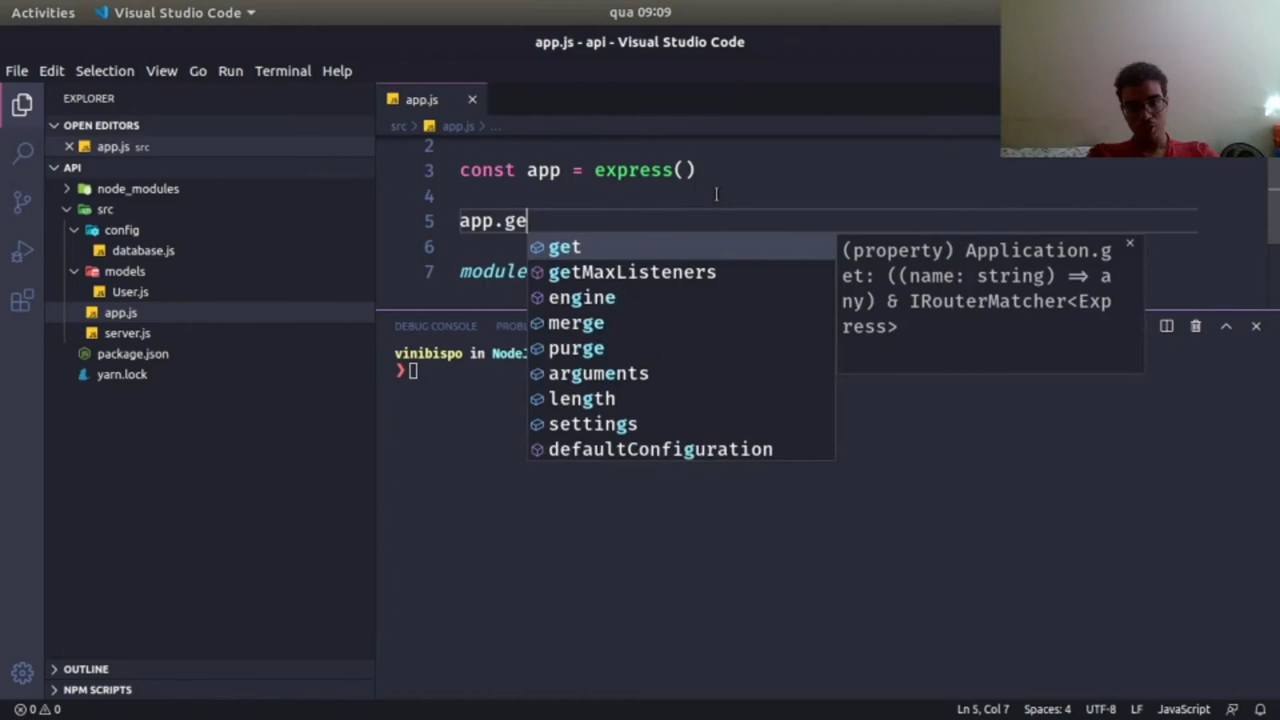 Activities Visual Studio Code qua 09:09
app.js - api - Visual Studio Code
File Edit Selection View Go Run Terminal Help
EXPLORER
OPEN EDITORS
app.js src
API
node_modules
src
config
database.js
models
User.js
app.js
server.js
package.json
yarn.lock
OUTLINE
NPM SCRIPTS
app.js
src > app.js > ...
2
3 const app = express()
4
5 app.ge
6
7 module
get
getMaxListeners
engine
merge
purge
arguments
length
settings
defaultConfiguration
(property) Application.g
et: ((name: string) => a
ny) & IRouterMatcher<Exp
ress>
DEBUG CONSOLE PROBL
vinibispo in NodeJ
❯
0 0 Ln 5, Col 7 Spaces: 4 UTF-8 LF JavaScript